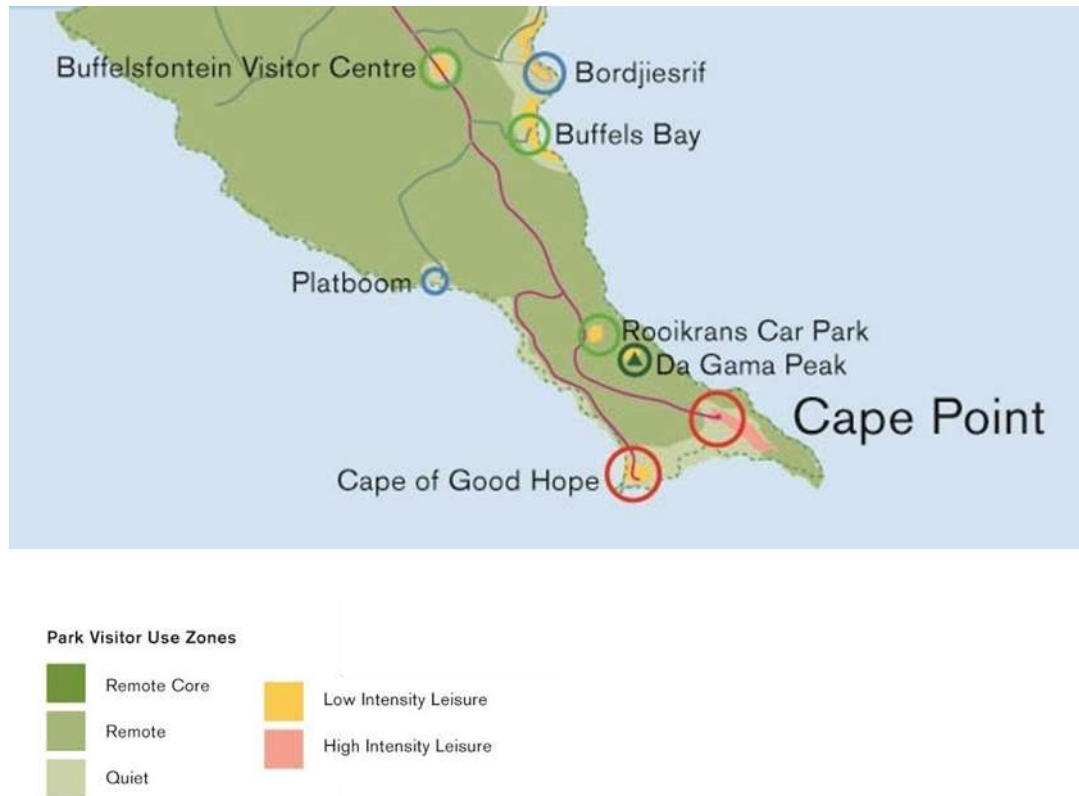 Buffelsfontein Visitor Centre
Bordjiesrif
Buffels Bay
Platboom
Rooikrans Car Park
Da Gama Peak
Cape Point
Cape of Good Hope
Park Visitor Use Zones
Remote Core
Remote
Quiet
Low Intensity Leisure
High Intensity Leisure